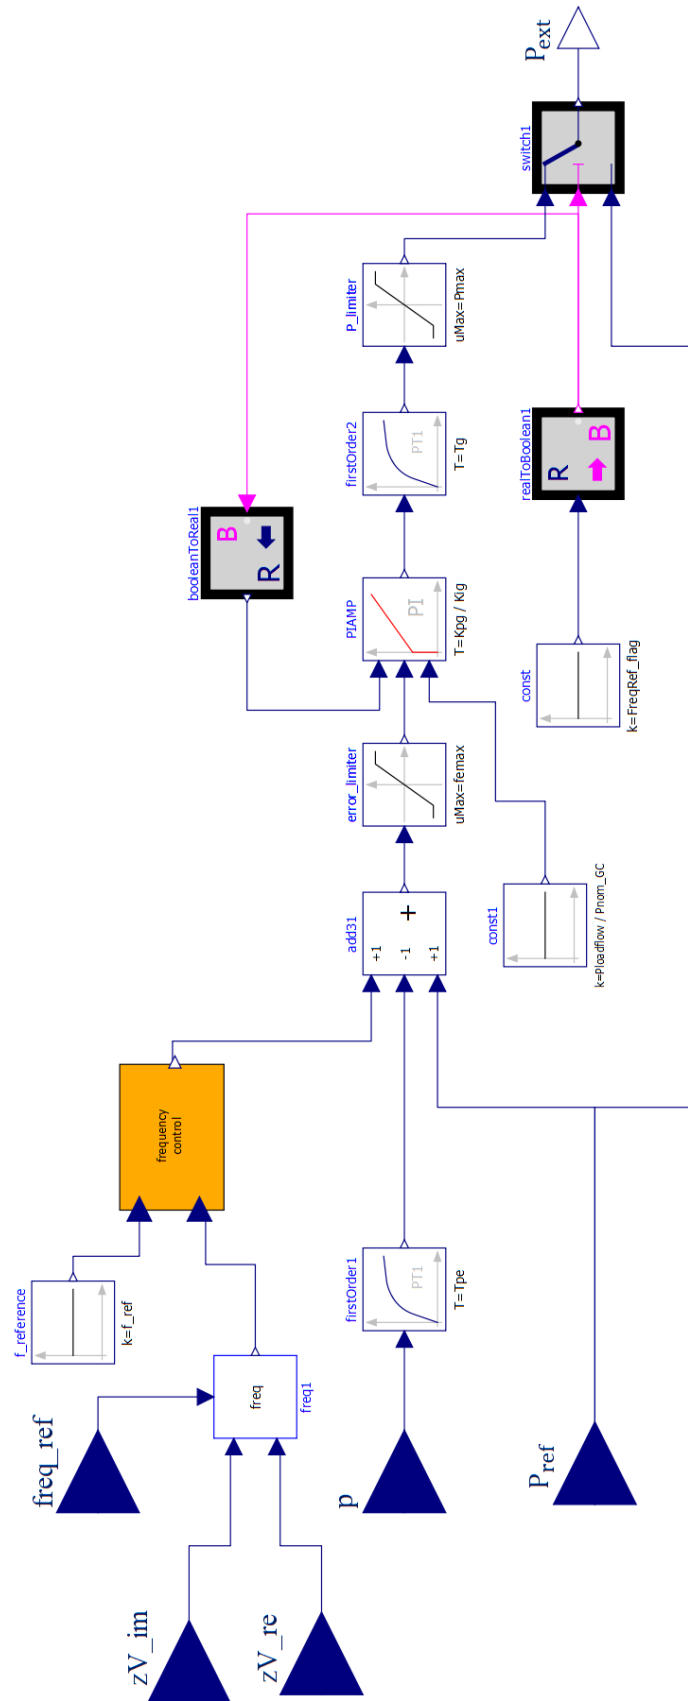 zV_im
zV_re
freq_ref
p
P_ref
f_reference
k=f_ref
freq
freq1
firstOrder1
PT1
T=Tpe
frequency
control
add31
+1
-1
+1
+
const1
k=Ploadflow / Pnom_GC
error_limiter
uMax=femax
PIAMP
PI
T=Kpg / Kig
booleanToReal1
B
R
const
k=FreqRef_flag
firstOrder2
PT1
T=Tg
realToBoolean1
R
B
P_limiter
uMax=Pmax
switch1
P_ext